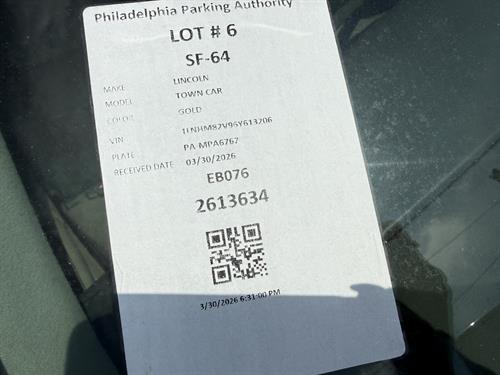 Philadelphia Parking Authority
LOT # 6
SF-64
MAKE LINCOLN
MODEL TOWN CAR
COLOR GOLD
VIN 1LNHM82V96Y613206
PLATE PA-MPA6767
RECEIVED DATE 03/30/2026
EB076
2613634
3/30/2026 6:31:00 PM